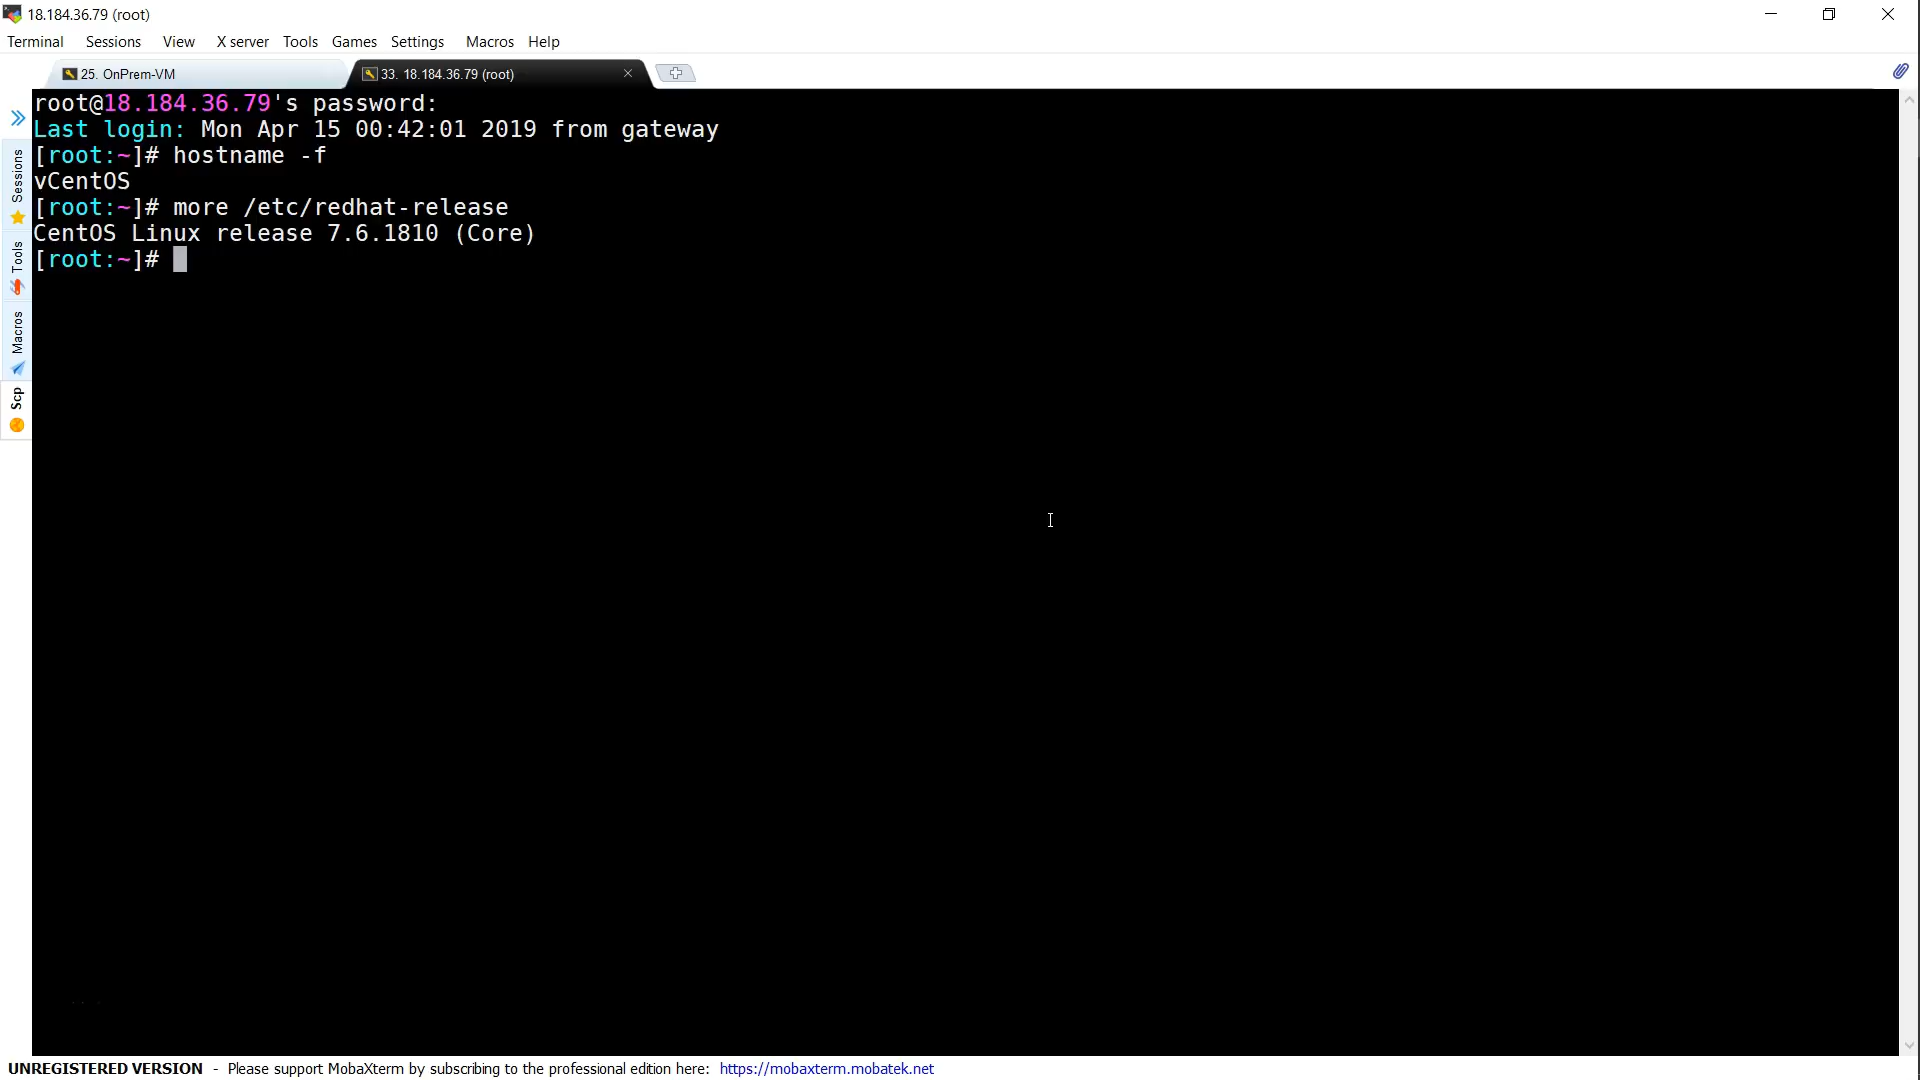 18.184.36.79 (root)
Terminal Sessions View X server Tools Games Settings Macros Help
25. OnPrem-VM 33. 18.184.36.79 (root)
root@18.184.36.79's password:
Last login: Mon Apr 15 00:42:01 2019 from gateway
[root:~]# hostname -f
vCentOS
[root:~]# more /etc/redhat-release
CentOS Linux release 7.6.1810 (Core)
[root:~]#
Sessions
Tools
Macros
Scp
UNREGISTERED VERSION - Please support MobaXterm by subscribing to the professional edition here: https://mobaxterm.mobatek.net